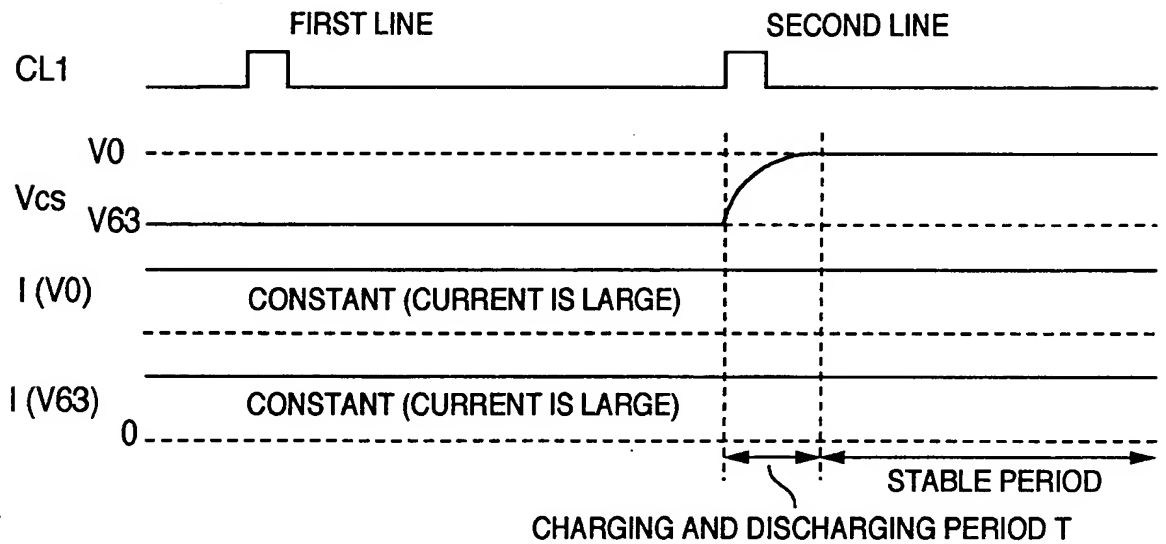 FIRST LINE
SECOND LINE
CL1
V0
Vcs
V63
I (V0)
CONSTANT (CURRENT IS LARGE)
I (V63)
CONSTANT (CURRENT IS LARGE)
0
STABLE PERIOD
CHARGING AND DISCHARGING PERIOD T